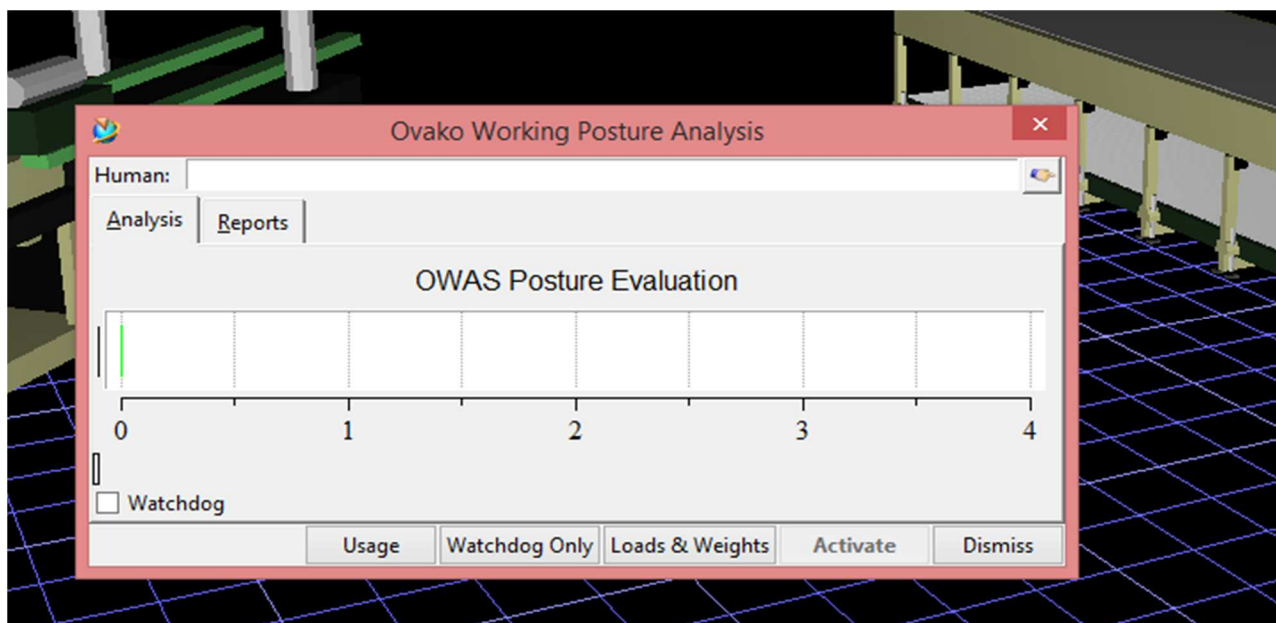 Ovako Working Posture Analysis
Human:
Analysis Reports
OWAS Posture Evaluation
0 1 2 3 4
Watchdog
Usage Watchdog Only Loads & Weights Activate Dismiss